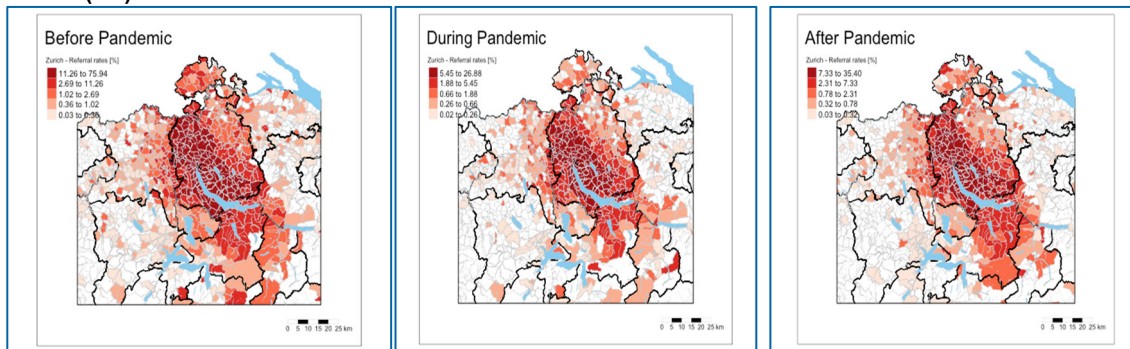 Before Pandemic
Zurich - Referral rates [%]
11.26 to 75.94
2.69 to 11.26
1.02 to 2.69
0.36 to 1.02
0.03 to 0.36
0 5 10 15 20 25 km
During Pandemic
Zurich - Referral rates [%]
5.45 to 26.88
1.88 to 5.45
0.66 to 1.88
0.26 to 0.66
0.02 to 0.26
0 5 10 15 20 25 km
After Pandemic
Zurich - Referral rates [%]
7.33 to 35.40
2.31 to 7.33
0.78 to 2.31
0.32 to 0.78
0.03 to 0.32
0 5 10 15 20 25 km